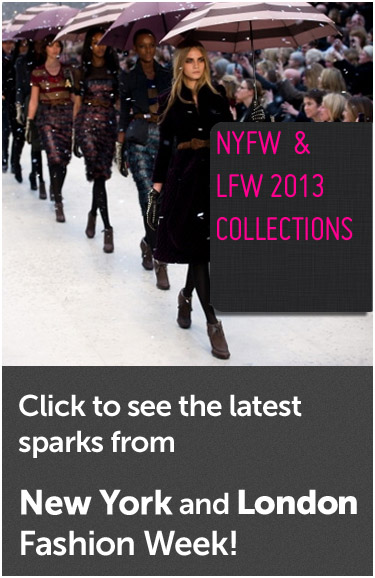 NYFW &
LFW 2013
COLLECTIONS
Click to see the latest
sparks from
New York and London
Fashion Week!